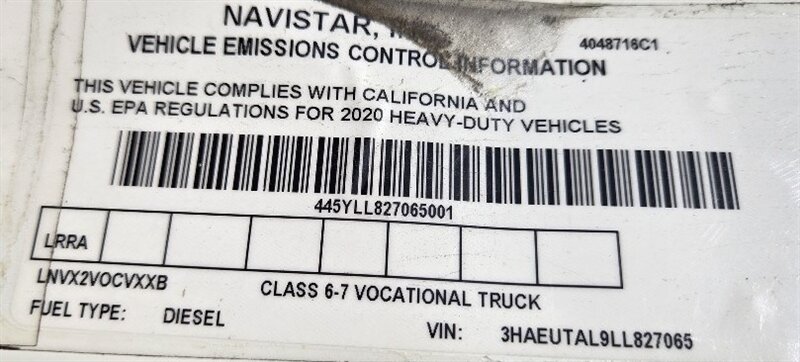 NAVISTAR,
VEHICLE EMISSIONS CONTROL INFORMATION
4048716C1
THIS VEHICLE COMPLIES WITH CALIFORNIA AND
U.S. EPA REGULATIONS FOR 2020 HEAVY-DUTY VEHICLES
445YLL827065001
LRRA
LNVX2VOCVXXB
CLASS 6-7 VOCATIONAL TRUCK
FUEL TYPE: DIESEL
VIN: 3HAEUTAL9LL827065